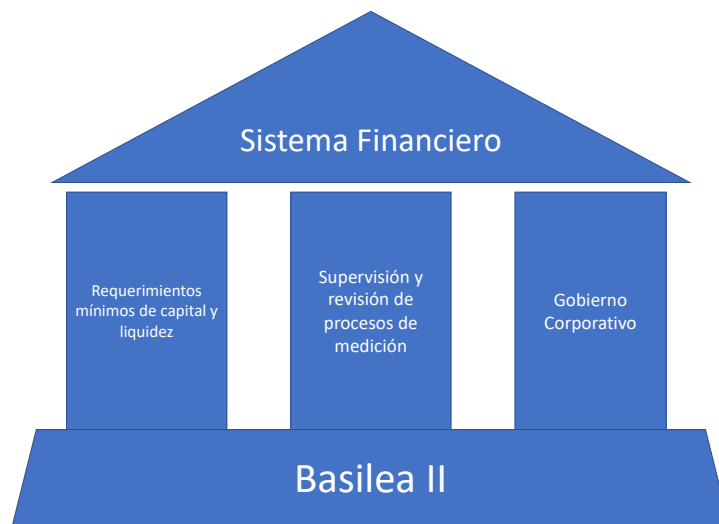 Sistema Financiero
Requerimientos
mínimos de capital y
liquidez
Supervisión y
revisión de
procesos de
medición
Gobierno
Corporativo
Basilea II